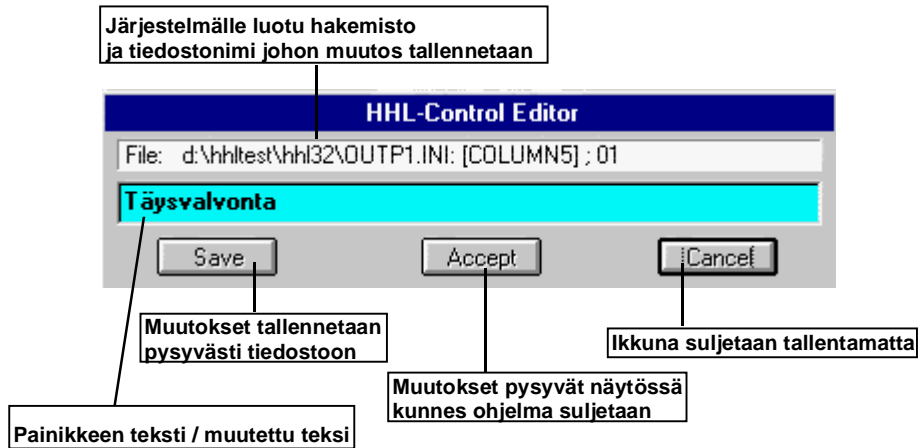 Järjestelmälle luotu hakemisto
ja tiedostonimi johon muutos tallennetaan
HHL-Control Editor
File: d:\hhltest\hhl32\OUTP1.INI: [COLUMN5] ; 01
Täysvalvonta
Save Accept Cancel
Muutokset tallennetaan
pysyvästi tiedostoon
Ikkuna suljetaan tallentamatta
Muutokset pysyvät näytössä
kunnes ohjelma suljetaan
Painikkeen teksti / muutettu teksi